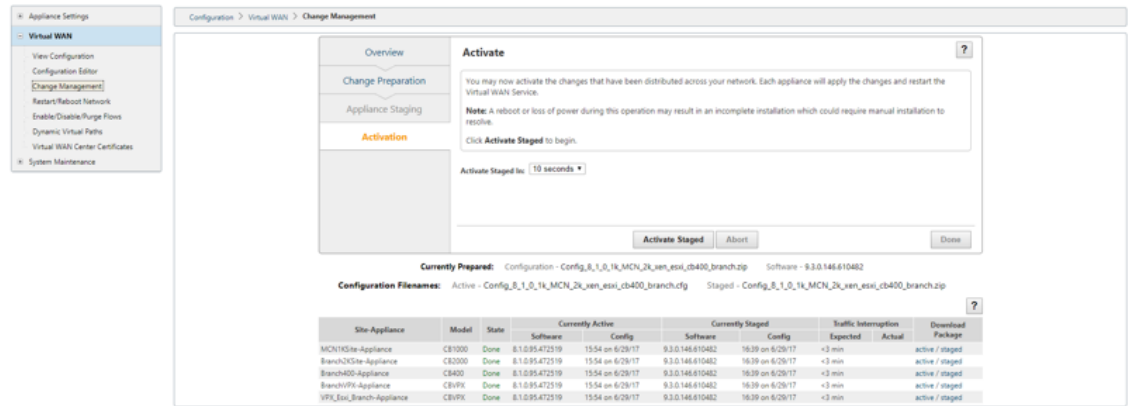 Appliance Settings
Virtual WAN
View Configuration
Configuration Editor
Change Management
Restart/Reboot Network
Enable/Disable/Purge Flows
Dynamic Virtual Paths
Virtual WAN Center Certificates
System Maintenance
Configuration > Virtual WAN > Change Management
Overview
Change Preparation
Appliance Staging
Activation
Activate
?
You may now activate the changes that have been distributed across your network. Each appliance will apply the changes and restart the
Virtual WAN Service.
Note: A reboot or loss of power during this operation may result in an incomplete installation which could require manual installation to
resolve.
Click Activate Staged to begin.
Activate Staged In: 10 seconds
Activate Staged Abort Done
Currently Prepared: Configuration - Config_8_1_0_1k_MCN_2k_xen_esxi_cb400_branch.zip Software - 9.3.0.146.610482
Configuration Filenames: Active - Config_8_1_0_1k_MCN_2k_xen_esxi_cb400_branch.cfg Staged - Config_8_1_0_1k_MCN_2k_xen_esxi_cb400_branch.zip
?
Site-Appliance Model State Currently Active Currently Staged Traffic Interruption Download Package
Software Config Software Config Expected Actual
MCN1KSite-Appliance CB1000 Done 8.1.0.95.472519 15:54 on 6/29/17 9.3.0.146.610482 16:39 on 6/29/17 <3 min active / staged
Branch2KSite-Appliance CB2000 Done 8.1.0.95.472519 15:54 on 6/29/17 9.3.0.146.610482 16:39 on 6/29/17 <3 min active / staged
Branch400-Appliance CB400 Done 8.1.0.95.472519 15:54 on 6/29/17 9.3.0.146.610482 16:39 on 6/29/17 <3 min active / staged
BranchVPX-Appliance CBVPX Done 8.1.0.95.472519 15:54 on 6/29/17 9.3.0.146.610482 16:39 on 6/29/17 <3 min active / staged
VPX_Esxi_Branch-Appliance CBVPX Done 8.1.0.95.472519 15:54 on 6/29/17 9.3.0.146.610482 16:39 on 6/29/17 <3 min active / staged